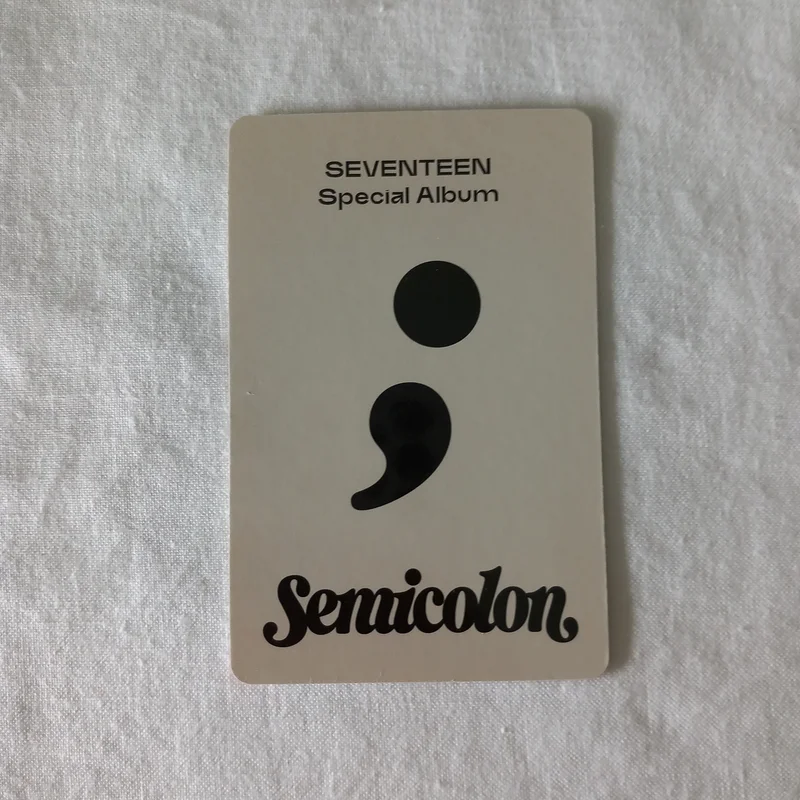 SEVENTEEN
Special Album
;
Semicolon